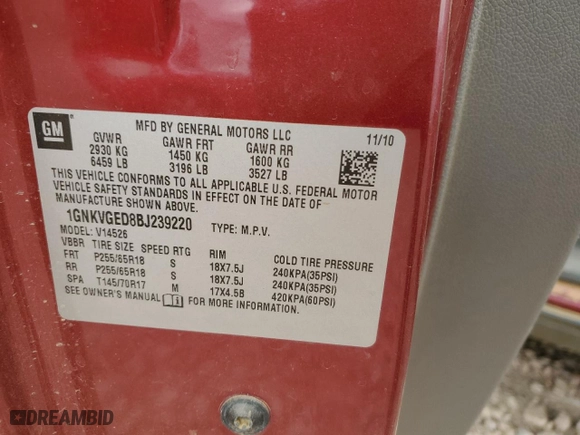 GM
MFD BY GENERAL MOTORS LLC 11/10
GVWR GAWR FRT GAWR RR
2930 KG 1450 KG 1600 KG
6459 LB 3196 LB 3527 LB
THIS VEHICLE CONFORMS TO ALL APPLICABLE U.S. FEDERAL MOTOR
VEHICLE SAFETY STANDARDS IN EFFECT ON THE DATE OF
MANUFACTURE SHOWN ABOVE.
1GNKVGED8BJ239220 TYPE: M.P.V.
MODEL: V14526
VBBR TIRE SIZE SPEED RTG RIM COLD TIRE PRESSURE
FRT P255/65R18 S 18X7.5J 240KPA(35PSI)
RR P255/65R18 S 18X7.5J 240KPA(35PSI)
SPA T145/70R17 M 17X4.5B 420KPA(60PSI)
SEE OWNER'S MANUAL FOR MORE INFORMATION.
DREAMBID